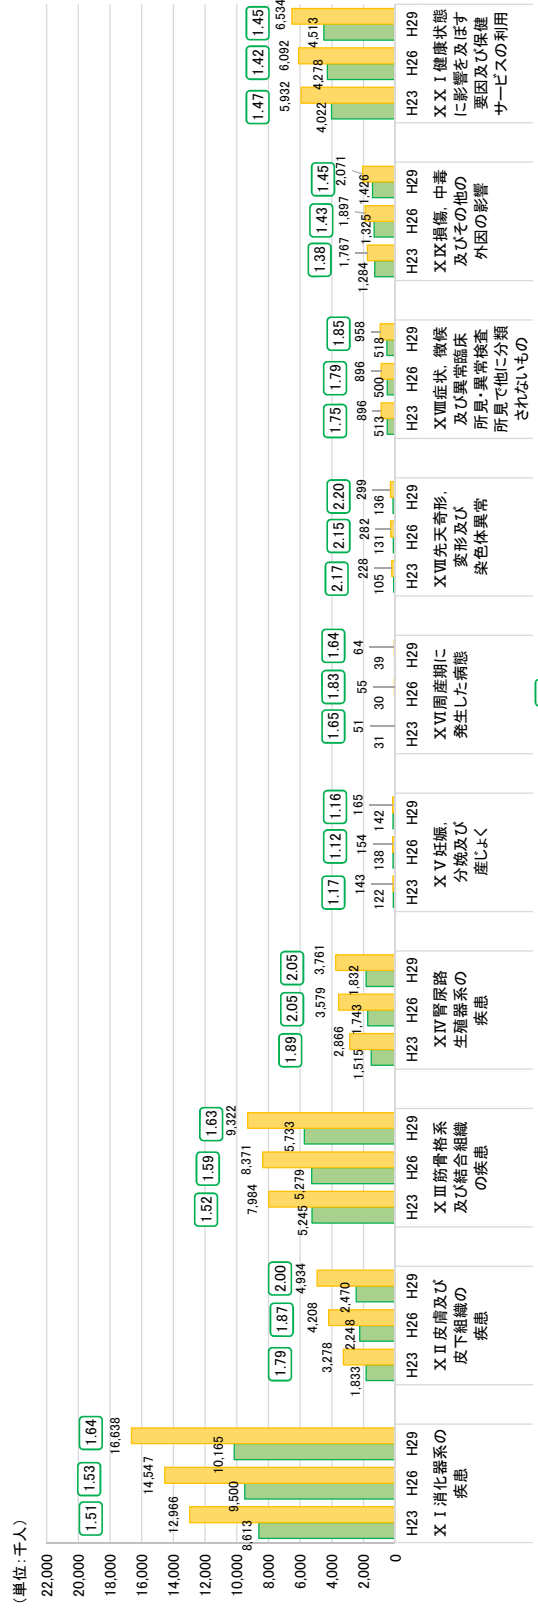 (単位:千人)
22,000
20,000
18,000
16,000
14,000
12,000
10,000
8,000
6,000
4,000
2,000
0
1.51
1.53
1.64
12,966
14,547
16,638
8,613
9,500
10,165
H23 H26 H29
ⅩⅠ消化器系の
疾患
1.79
1.87
2.00
3,278
4,208
4,934
1,833
2,248
2,470
H23 H26 H29
ⅩⅡ皮膚及び
皮下組織の
疾患
1.52
1.59
1.63
7,984
8,371
9,322
5,245
5,279
5,733
H23 H26 H29
ⅩⅢ筋骨格系
及び結合組織
の疾患
1.89
2.05
2.05
2,866
3,579
3,761
1,515
1,743
1,832
H23 H26 H29
ⅩⅣ腎尿路
生殖器系の
疾患
1.17
1.12
1.16
143
154
165
122
138
142
H23 H26 H29
ⅩⅤ妊娠,
分娩及び
産じょく
1.65
1.83
1.64
51
55
64
31
30
39
H23 H26 H29
ⅩⅥ周産期に
発生した病態
2.17
2.15
2.20
228
282
299
105
131
136
H23 H26 H29
ⅩⅦ先天奇形,
変形及び
染色体異常
1.75
1.79
1.85
896
896
958
513
500
518
H23 H26 H29
ⅩⅧ症状,徴候
及び異常臨床
所見・異常検査
所見で他に分類
されないもの
1.38
1.43
1.45
1,767
1,897
2,071
1,284
1,325
1,426
H23 H26 H29
ⅩⅨ損傷,中毒
及びその他の
外因の影響
1.47
1.42
1.45
5,932
6,092
6,534
4,022
4,278
4,513
H23 H26 H29
ⅩⅩⅠ健康状態
に影響を及ぼす
要因及び保健
サービスの利用